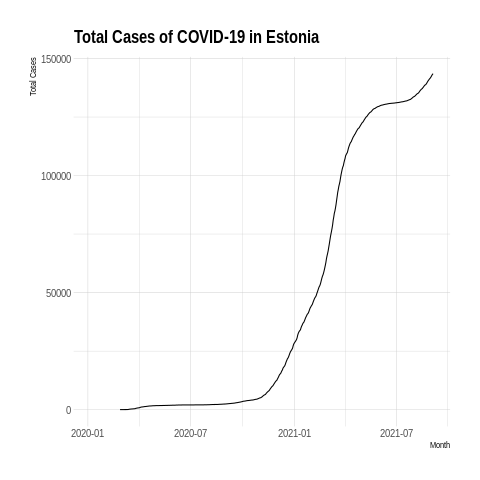 Total Cases of COVID-19 in Estonia
Total Cases
150000
100000
50000
0
2020-01 2020-07 2021-01 2021-07
Month